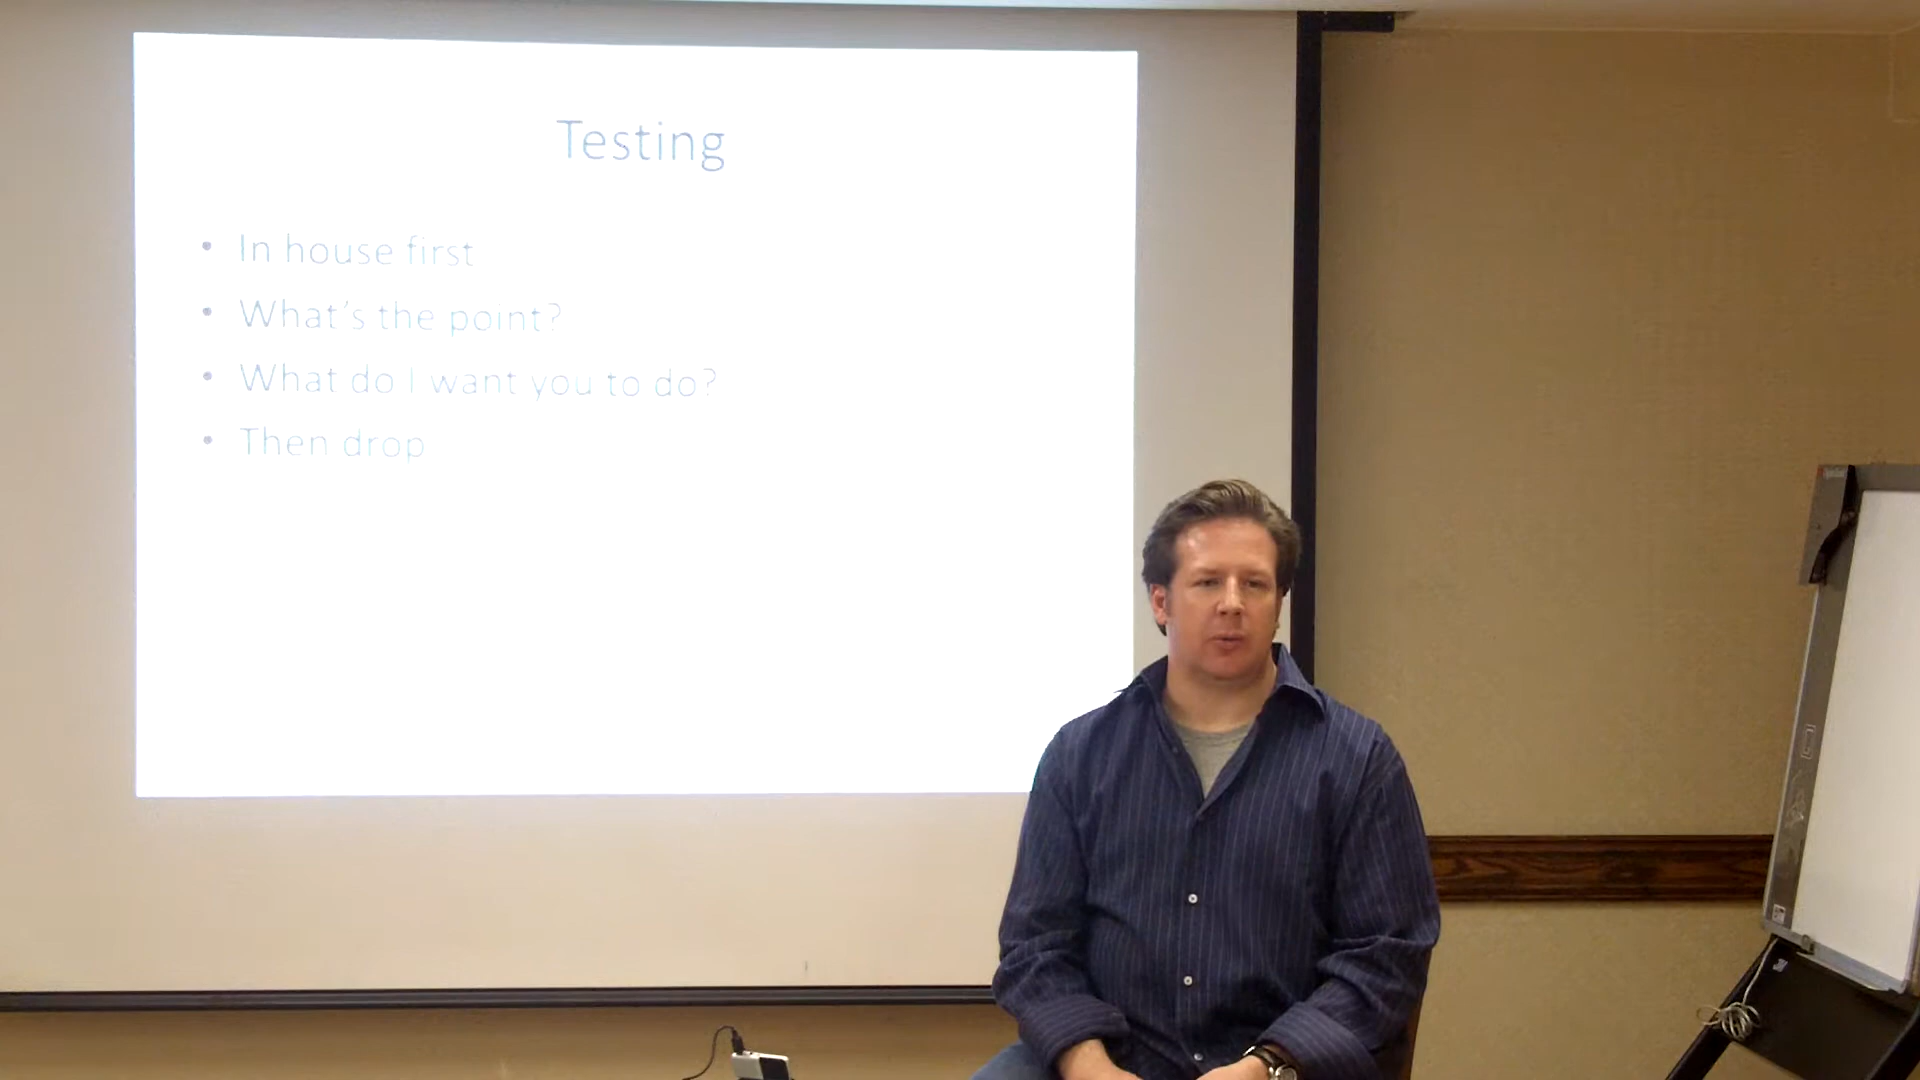 Testing
• In house first
• What's the point?
• What do I want you to do?
• Then drop